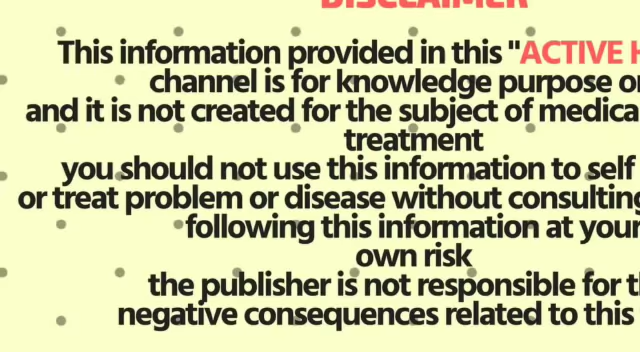 DISCLAIMER
This information provided in this "ACTIVE H
channel is for knowledge purpose o
and it is not created for the subject of medica
treatment
you should not use this information to self
or treat problem or disease without consulting
following this information at your
own risk
the publisher is not responsible for t
negative consequences related to this